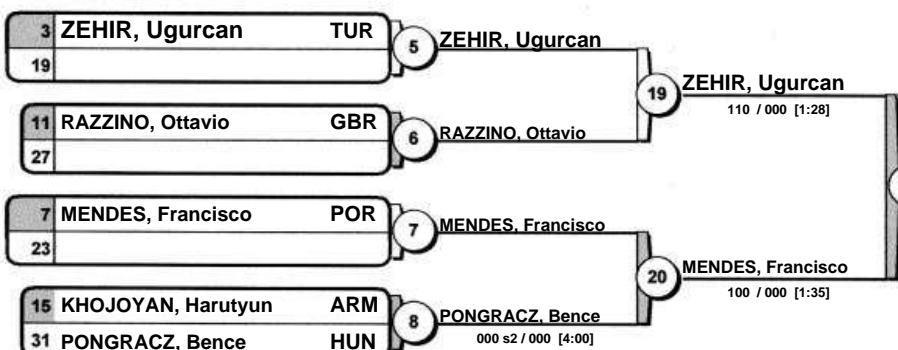 3 ZEHIR, Ugurcan TUR
19
5 ZEHIR, Ugurcan
11 RAZZINO, Ottavio GBR
27
6 RAZZINO, Ottavio
19 ZEHIR, Ugurcan
110 / 000 [1:28]
7 MENDES, Francisco POR
23
7 MENDES, Francisco
15 KHOJOYAN, Harutyun ARM
31 PONGRACZ, Bence HUN
8 PONGRACZ, Bence
000 s2 / 000 [4:00]
20 MENDES, Francisco
100 / 000 [1:35]